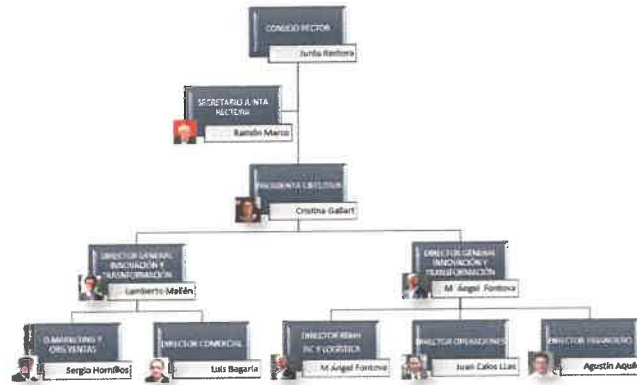 CONSEJO RECTOR
Junta Rectora
SECRETARIO JUNTA
RECTORA
Ramón Marco
PRESIDENTA EJECUTIVA
Cristina Gallart
DIRECTOR GENERAL
INNOVACIÓN Y
TRANSFORMACIÓN
Lamberto Mallén
DIRECTOR GENERAL
INNOVACIÓN Y
TRANSFORMACIÓN
M Ángel Fontova
D MARKETING Y
ORG.VENTAS
Sergio Hornillos
DIRECTOR COMERCIAL
Luis Bagaria
DIRECTOR RRHH
TIC Y LOGÍSTICA
M Ángel Fontova
DIRECTOR OPERACIONES
Juan Calos
DIRECTOR FINANCIERO
Agustín